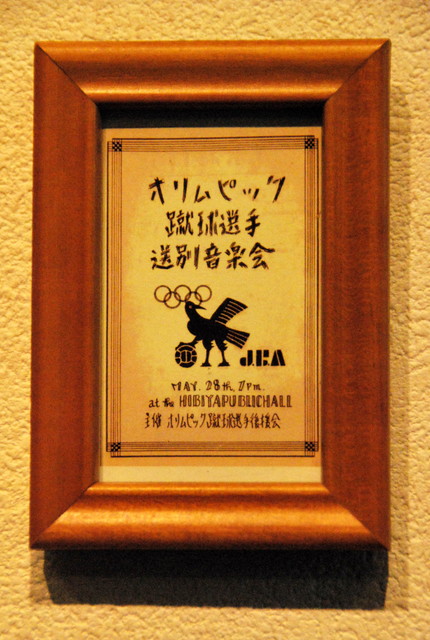 オリムピック
蹴球選手
送別音楽会
JFA
MAY. 28th, 7pm.
at the HIBIYA PUBLIC HALL
主催 オリムピック蹴球選手後援会